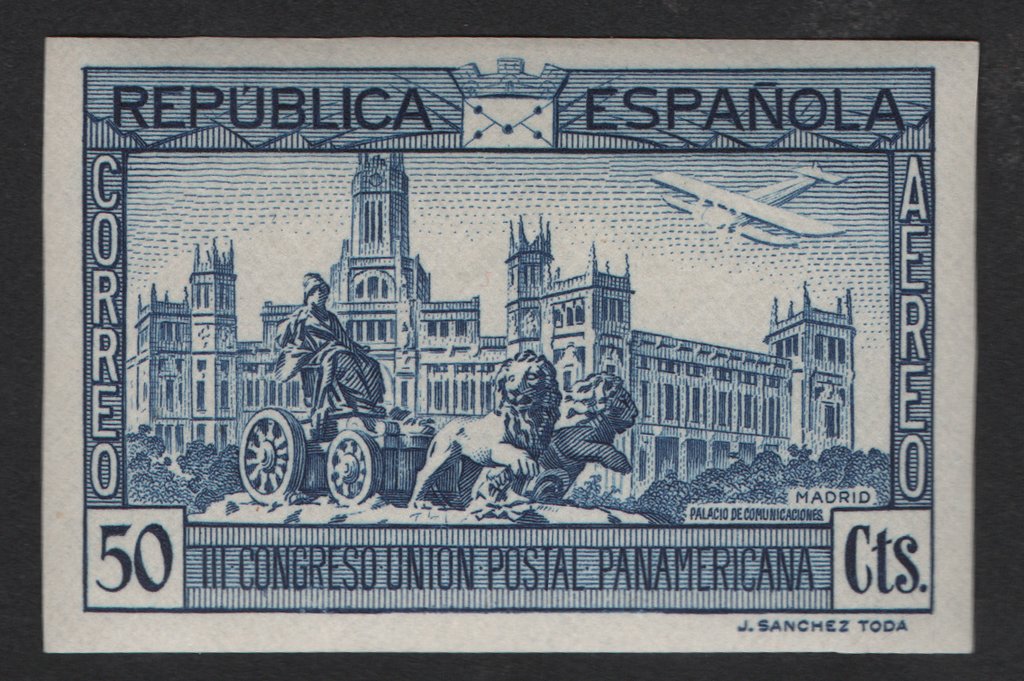 REPÚBLICA ESPAÑOLA
CORREO
AEREO
MADRID
PALACIO DE COMUNICACIONES
50
III CONGRESO UNION POSTAL PANAMERICANA
Cts.
J. SANCHEZ TODA